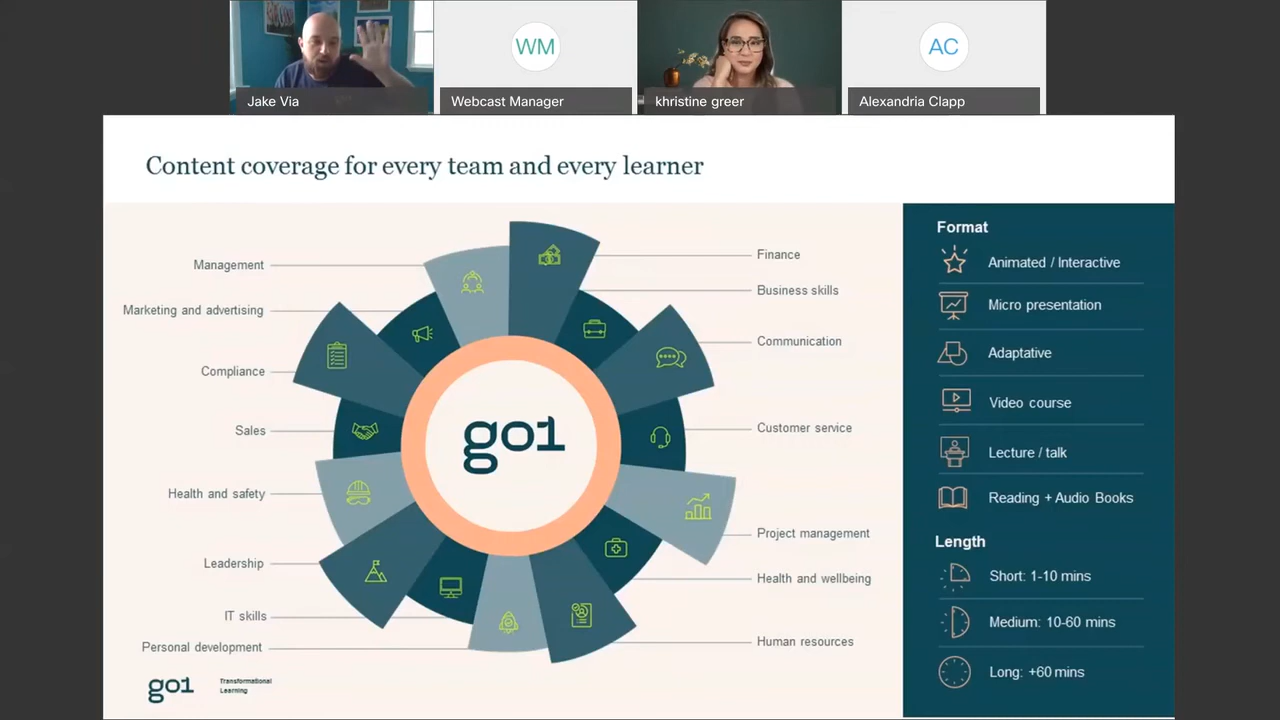 Jake Via
WM
Webcast Manager
khristine greer
AC
Alexandria Clapp
Content coverage for every team and every learner
Management
Marketing and advertising
Compliance
Sales
Health and safety
Leadership
IT skills
Personal development
go1
Finance
Business skills
Communication
Customer service
Project management
Health and wellbeing
Human resources
Format
Animated / Interactive
Micro presentation
Adaptative
Video course
Lecture / talk
Reading + Audio Books
Length
Short: 1-10 mins
Medium: 10-60 mins
Long: +60 mins
go1
Transformational
Learning